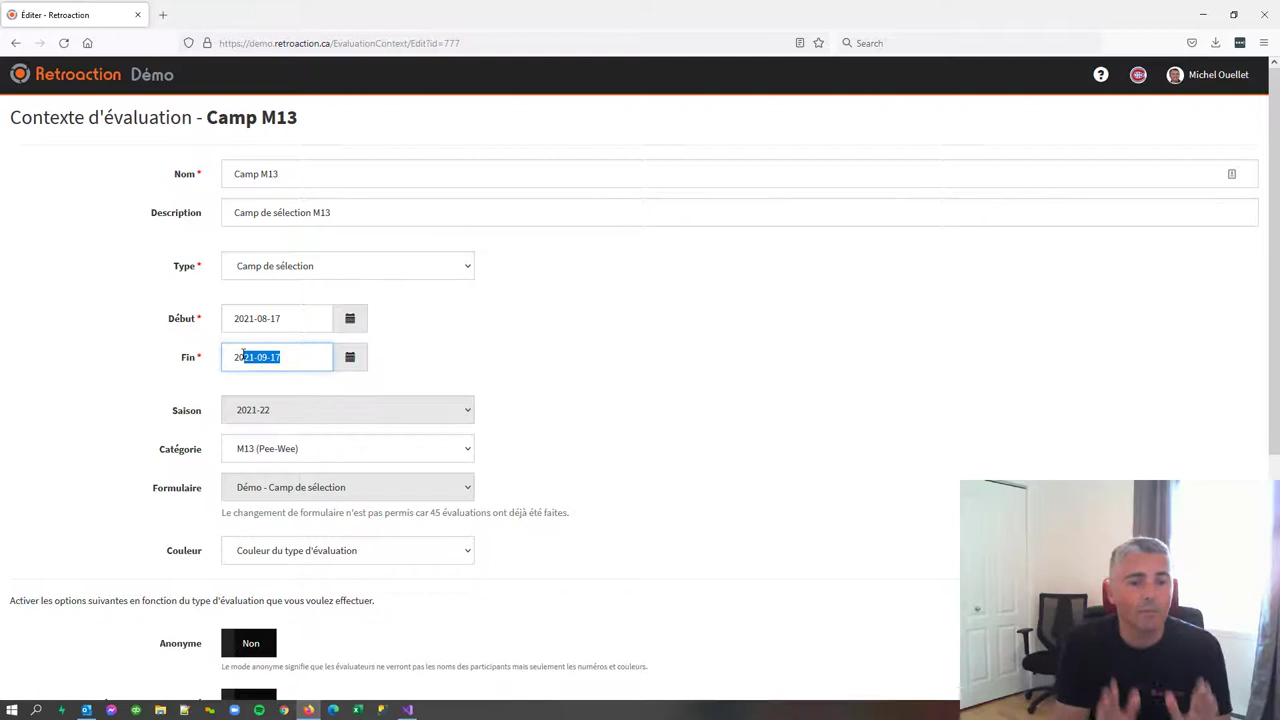 Éditer - Retroaction
https://demo.retroaction.ca/EvaluationContext/Edit?id=777
Search
Retroaction Démo
Michel Ouellet
Contexte d'évaluation - Camp M13
Nom * Camp M13
Description Camp de sélection M13
Type * Camp de sélection
Début * 2021-08-17
Fin * 2021-09-17
Saison 2021-22
Catégorie M13 (Pee-Wee)
Formulaire Démo - Camp de sélection
Le changement de formulaire n'est pas permis car 45 évaluations ont déjà été faites.
Couleur Couleur du type d'évaluation
Activer les options suivantes en fonction du type d'évaluation que vous voulez effectuer.
Anonyme Non
Le mode anonyme signifie que les évaluateurs ne verront pas les noms des participants mais seulement les numéros et couleurs.